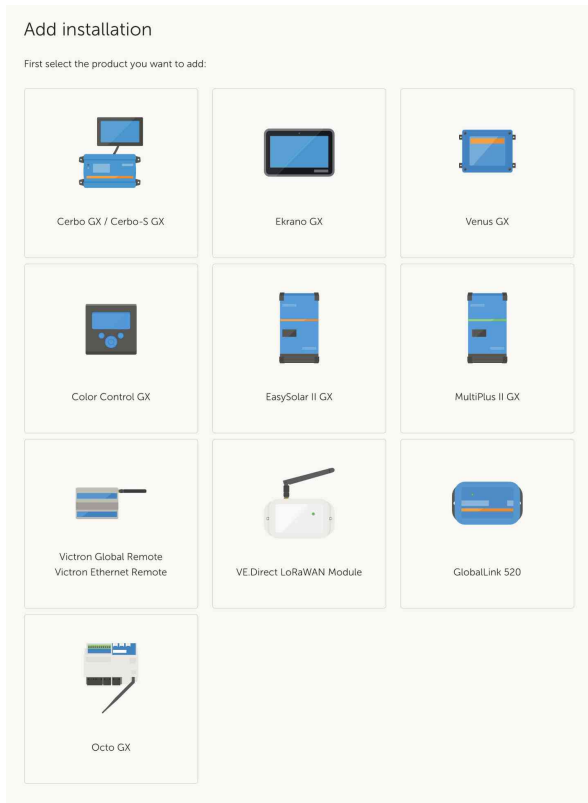 Add installation
First select the product you want to add:
Cerbo GX / Cerbo-S GX
Ekrano GX
Venus GX
Color Control GX
EasySolar II GX
MultiPlus II GX
Victron Global Remote
Victron Ethernet Remote
VE.Direct LoRaWAN Module
GlobalLink 520
Octo GX